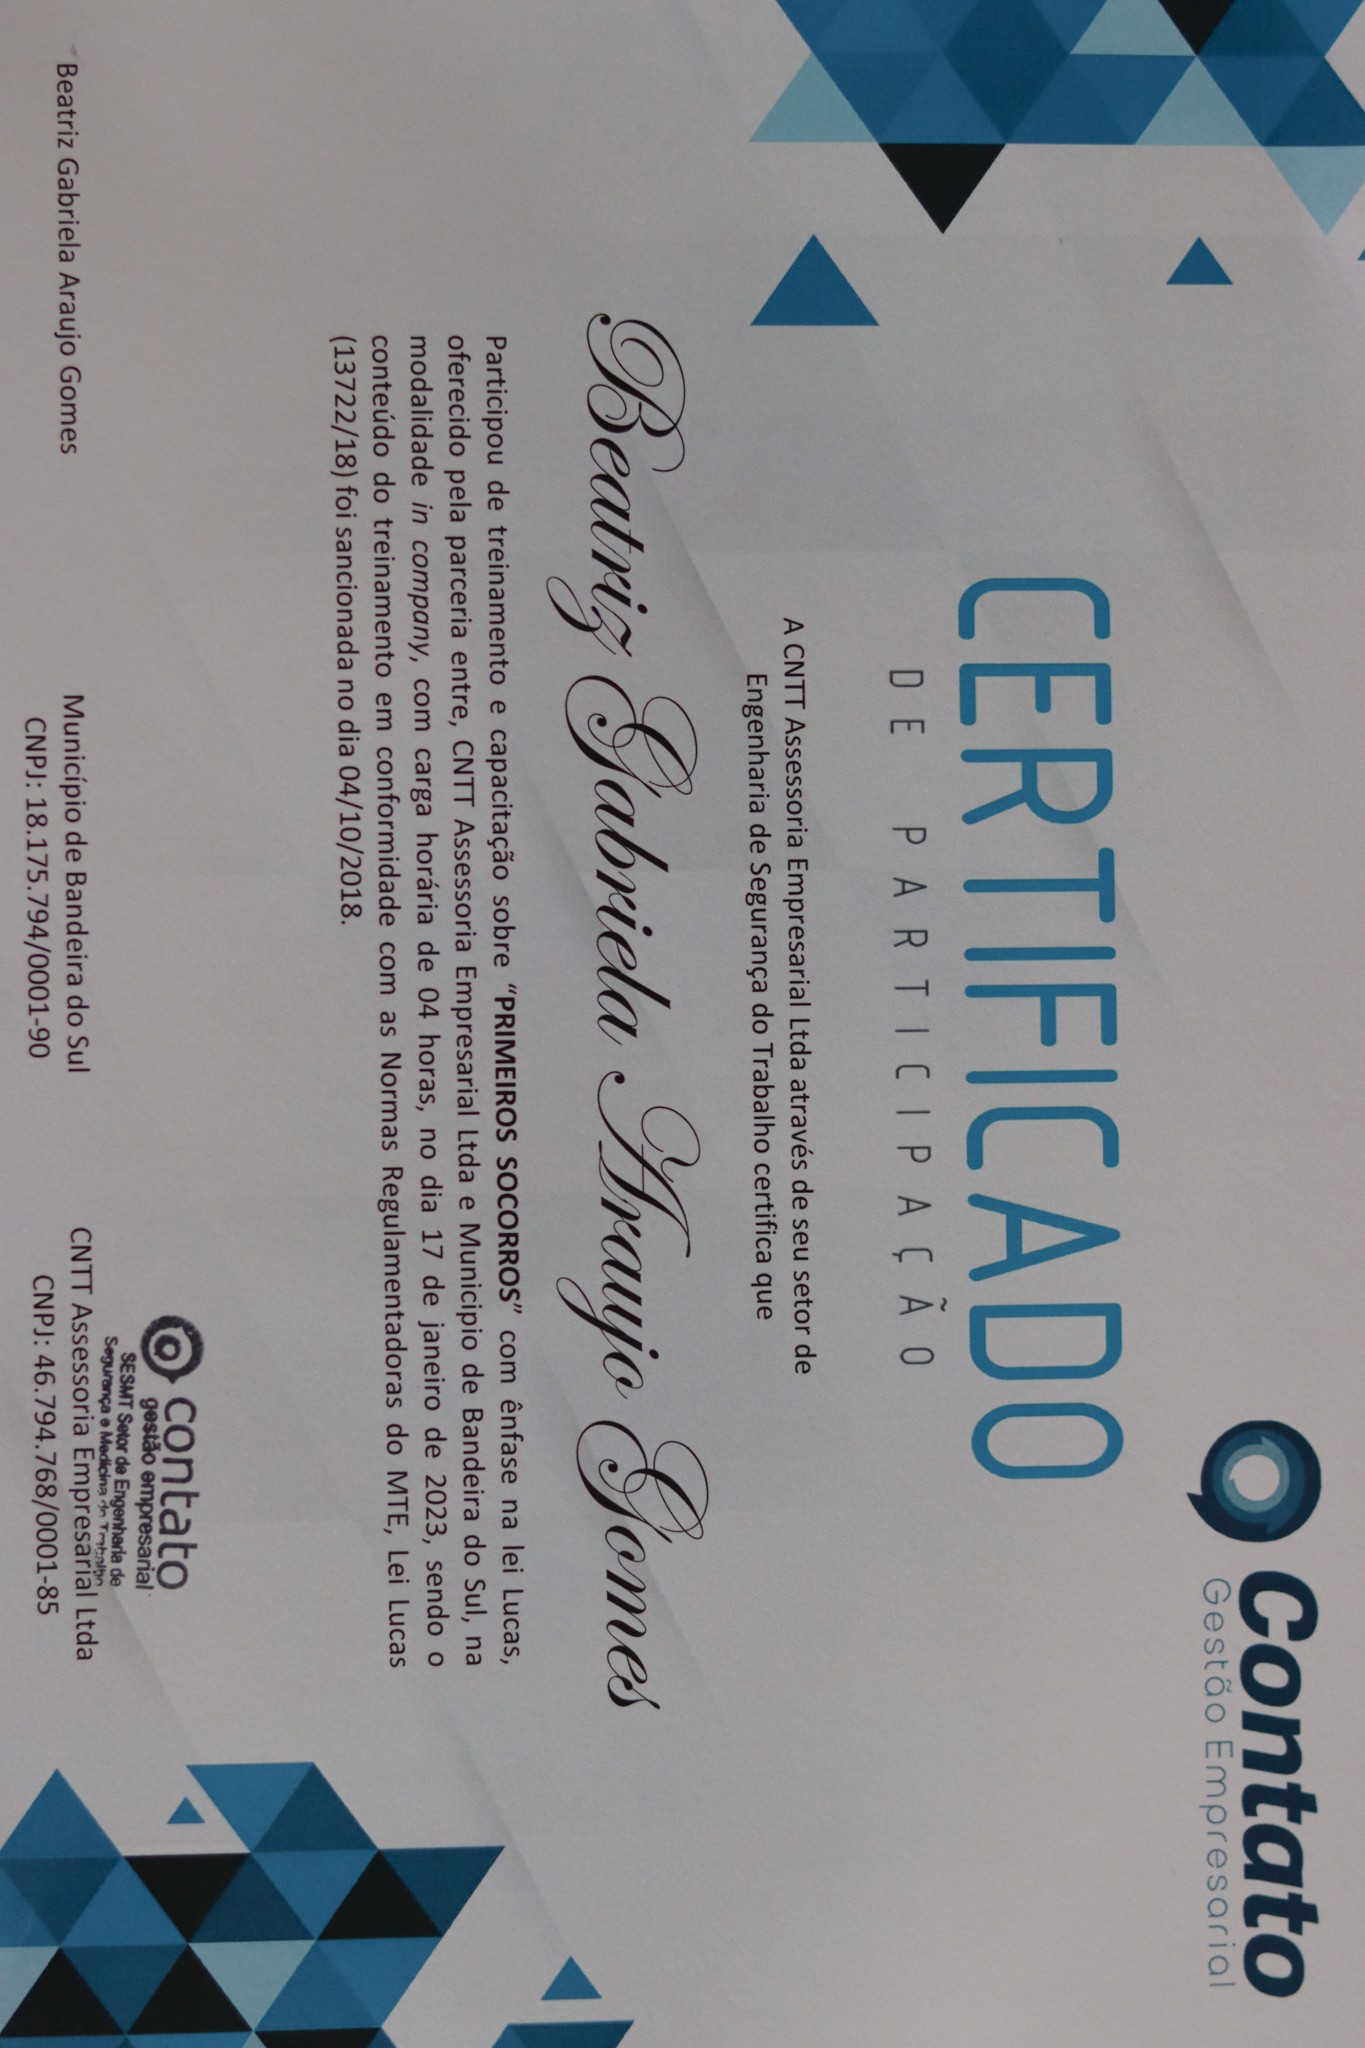 Contato
Gestão Empresarial
CERTIFICADO
DE PARTICIPAÇÃO
A CNTT Assessoria Empresarial Ltda através de seu setor de
Engenharia de Segurança do Trabalho certifica que
Beatriz Gabriela Araujo Gomes
Participou de treinamento e capacitação sobre “PRIMEIROS SOCORROS” com ênfase na lei Lucas,
oferecido pela parceria entre, CNTT Assessoria Empresarial Ltda e Municipio de Bandeira do Sul, na
modalidade in company, com carga horária de 04 horas, no dia 17 de janeiro de 2023, sendo o
conteúdo do treinamento em conformidade com as Normas Regulamentadoras do MTE, Lei Lucas
(13722/18) foi sancionada no dia 04/10/2018.
contato
gestão empresarial
SESMT Setor de Engenharia de
Segurança e Medicina do Trabalho
Beatriz Gabriela Araujo Gomes
Município de Bandeira do Sul
CNPJ: 18.175.794/0001-90
CNTT Assessoria Empresarial Ltda
CNPJ: 46.794.768/0001-85